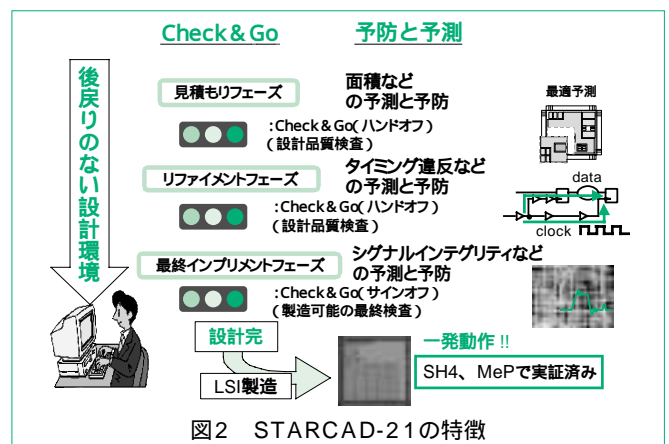 Check&Go 予防と予測
後戻りのない設計環境
見積もりフェーズ
面積など
の予測と予防
最適予測
:Check&Go(ハンドオフ)
(設計品質検査)
リファイメントフェーズ
タイミング違反など
の予測と予防
data
clock
:Check&Go(ハンドオフ)
(設計品質検査)
最終インプリメントフェーズ
シグナルインテグリティなど
の予測と予防
:Check&Go(サインオフ)
(製造可能の最終検査)
設計完
LSI製造
一発動作!!
SH4、MePで実証済み
図2 STARCAD-21の特徴